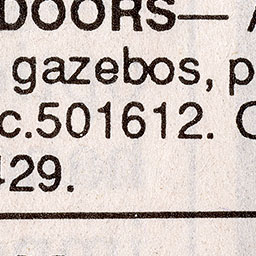 DOORS—
gazebos, p
c.501612. C
429.